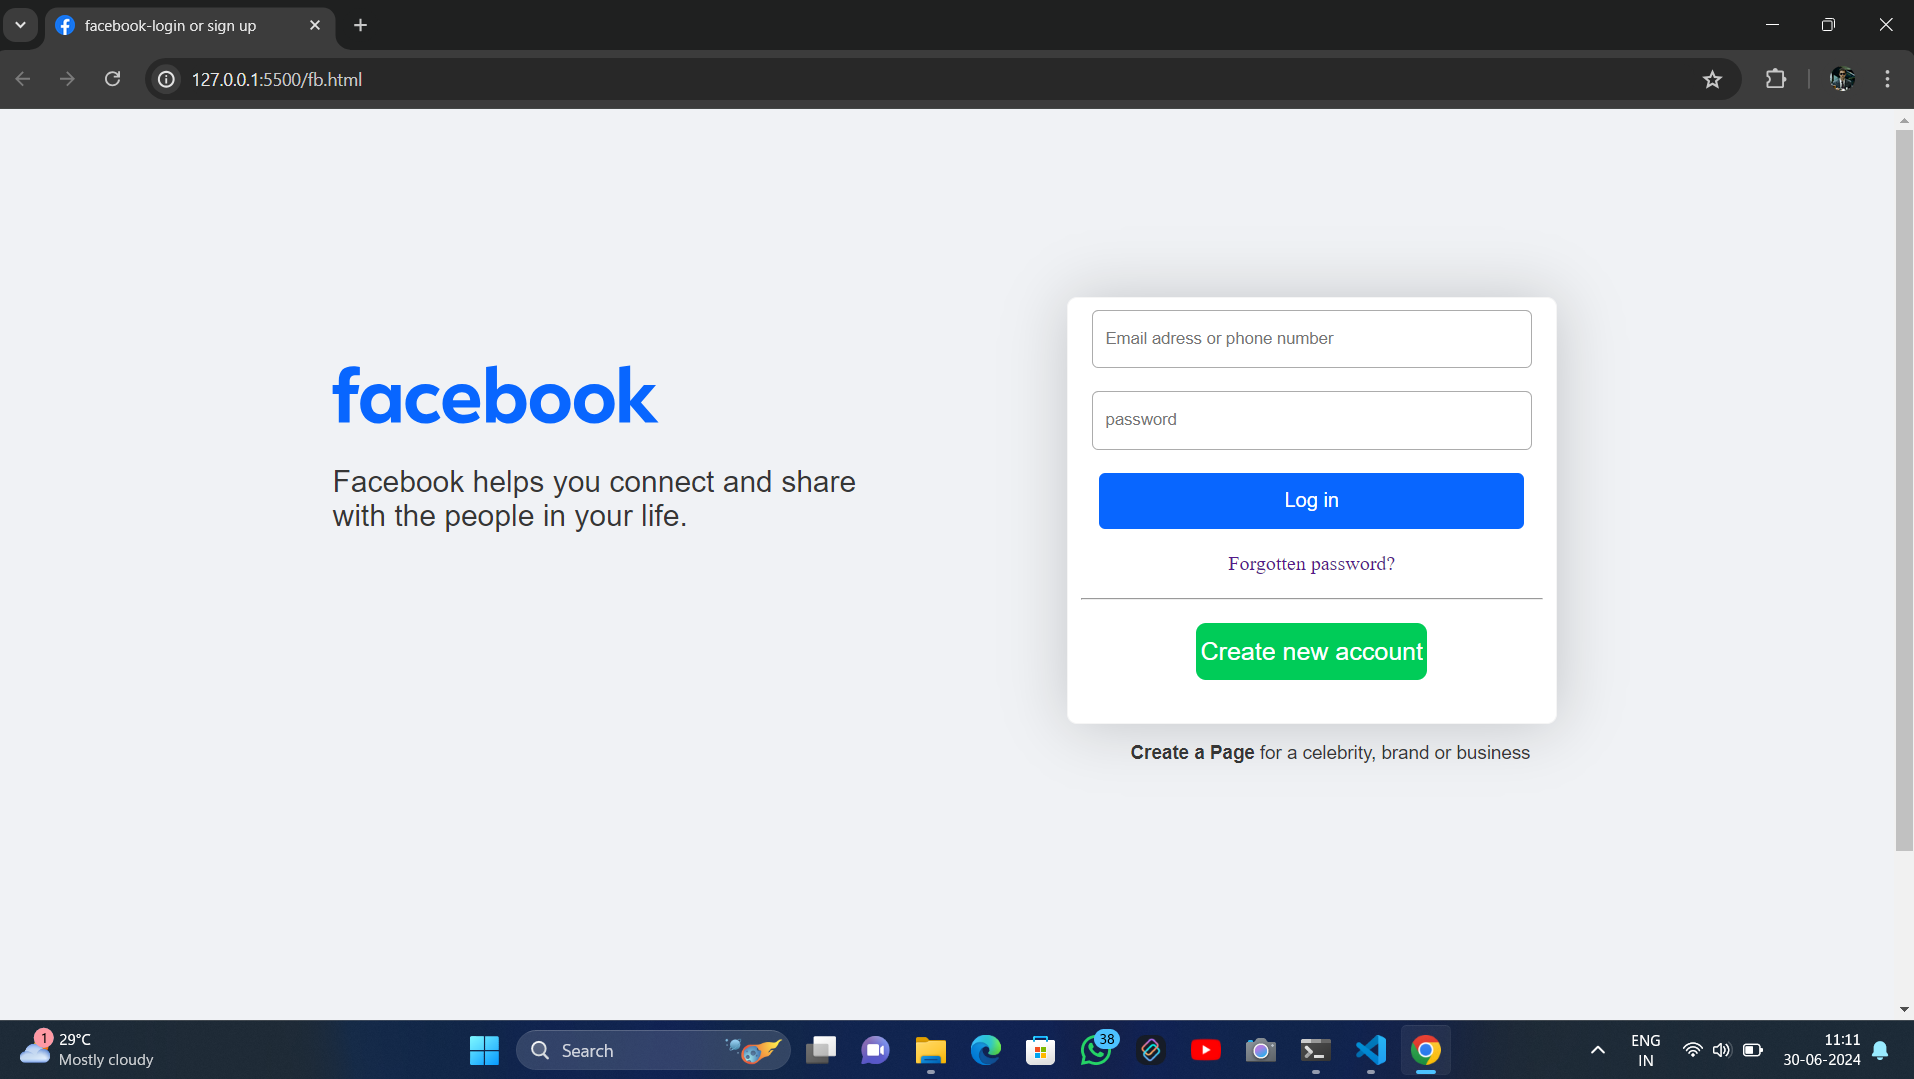 facebook-login or sign up
127.0.0.1:5500/fb.html
facebook
Facebook helps you connect and share
with the people in your life.
Email adress or phone number
password
Log in
Forgotten password?
Create new account
Create a Page for a celebrity, brand or business
1
29°C
Mostly cloudy
Search
38
ENG
IN
11:11
30-06-2024